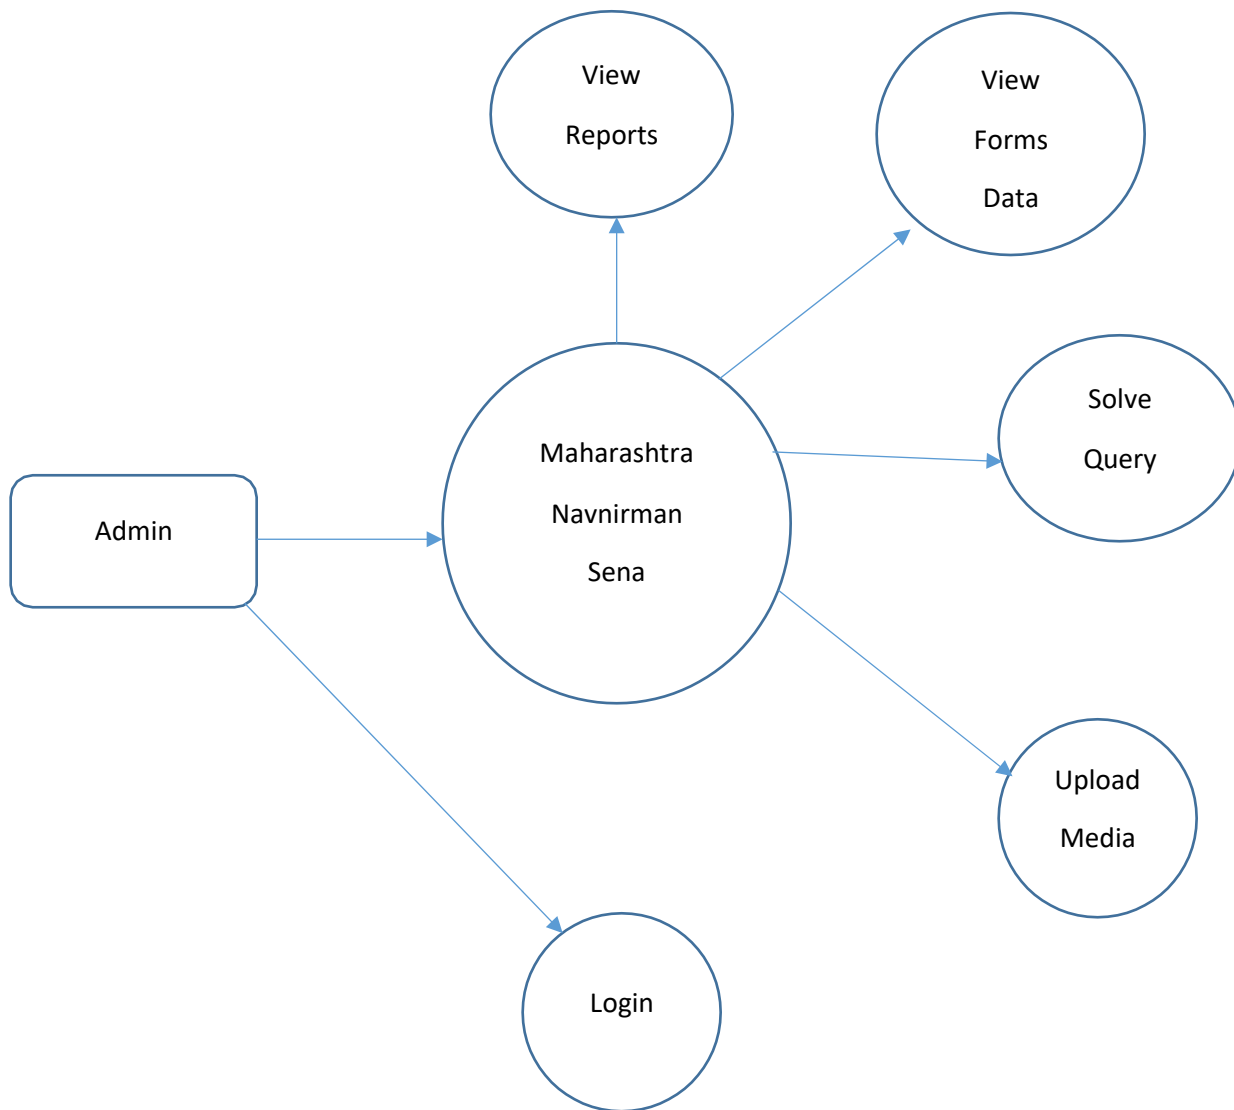 View
Reports
View
Forms
Data
Solve
Query
Maharashtra
Navnirman
Sena
Admin
Upload
Media
Login